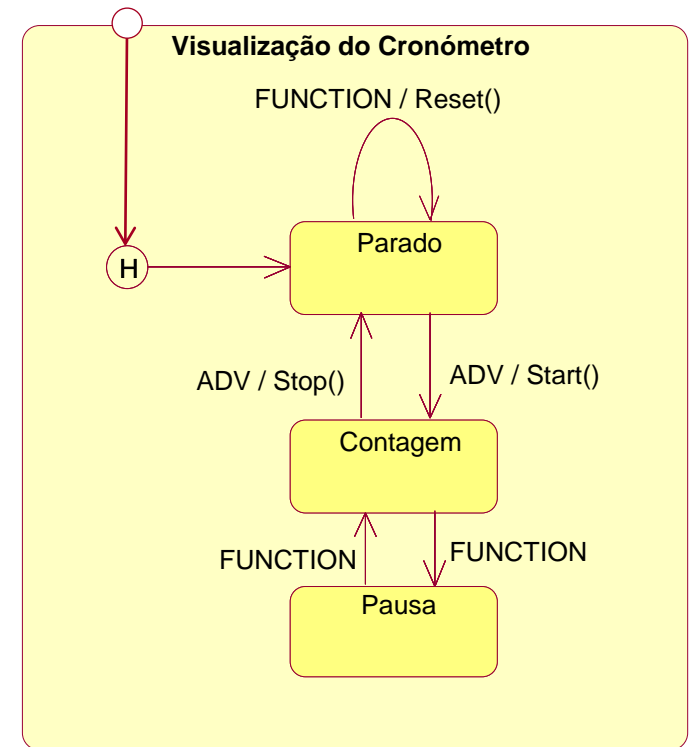 Visualização do Cronómetro
FUNCTION / Reset()
Parado
H
ADV / Stop()
ADV / Start()
Contagem
FUNCTION
FUNCTION
Pausa